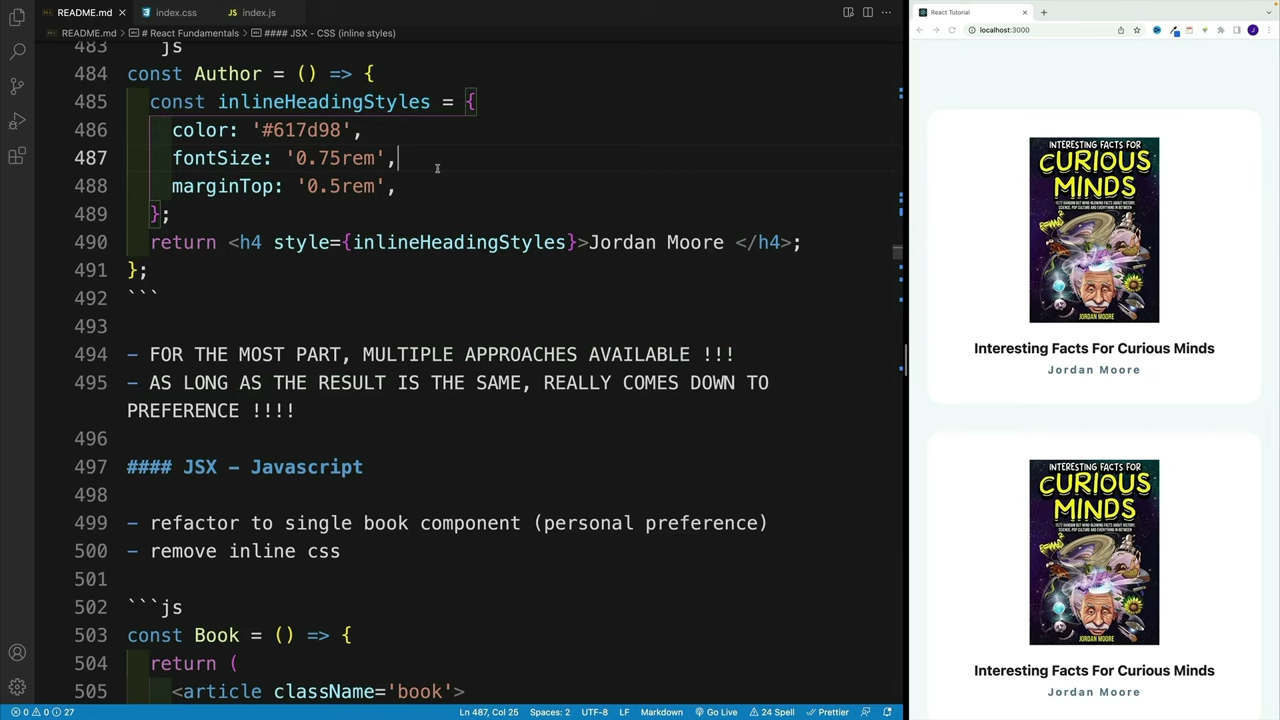 README.md
index.css
JS index.js
README.md > # React Fundamentals > #### JSX - CSS (inline styles)
483 ```js
484 const Author = () => {
485 const inlineHeadingStyles = {
486 color: '#617d98',
487 fontSize: '0.75rem',
488 marginTop: '0.5rem',
489 };
490 return <h4 style={inlineHeadingStyles}>Jordan Moore </h4>;
491 };
492 ```
493
494 - FOR THE MOST PART, MULTIPLE APPROACHES AVAILABLE !!!
495 - AS LONG AS THE RESULT IS THE SAME, REALLY COMES DOWN TO
PREFERENCE !!!!
496
497 #### JSX - Javascript
498
499 - refactor to single book component (personal preference)
500 - remove inline css
501
502 ```js
503 const Book = () => {
504 return (
505 <article className='book'>
0 0 27
Ln 487, Col 25
Spaces: 2
UTF-8
LF
Markdown
Go Live
24 Spell
Prettier
React Tutorial
localhost:3000
J
INTERESTING FACTS FOR
CURIOUS
MINDS
JORDAN MOORE
Interesting Facts For Curious Minds
Jordan Moore
INTERESTING FACTS FOR
CURIOUS
MINDS
JORDAN MOORE
Interesting Facts For Curious Minds
Jordan Moore